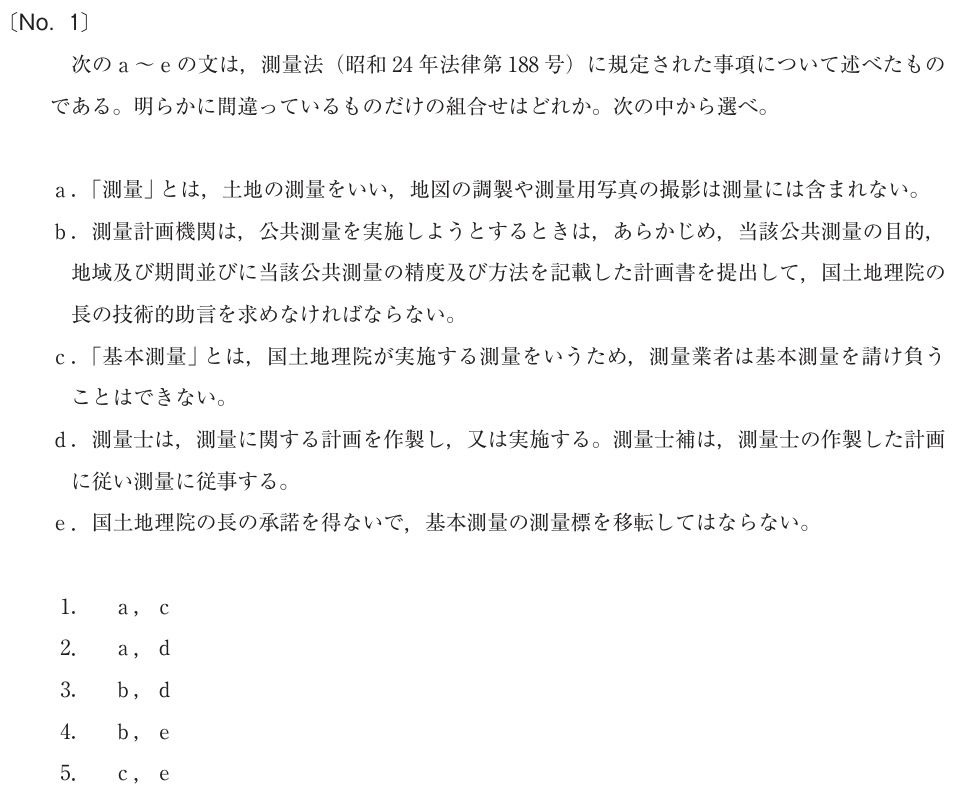 〔No. 1〕
次のa～eの文は，測量法（昭和24年法律第188号）に規定された事項について述べたもの
である。明らかに間違っているものだけの組合せはどれか。次の中から選べ。
a．「測量」とは，土地の測量をいい，地図の調製や測量用写真の撮影は測量には含まれない。
b．測量計画機関は，公共測量を実施しようとするときは，あらかじめ，当該公共測量の目的，
地域及び期間並びに当該公共測量の精度及び方法を記載した計画書を提出して，国土地理院の
長の技術的助言を求めなければならない。
c．「基本測量」とは，国土地理院が実施する測量をいうため，測量業者は基本測量を請け負う
ことはできない。
d．測量士は，測量に関する計画を作製し，又は実施する。測量士補は，測量士の作製した計画
に従い測量に従事する。
e．国土地理院の長の承諾を得ないで，基本測量の測量標を移転してはならない。
1． a， c
2． a， d
3． b， d
4． b， e
5． c， e